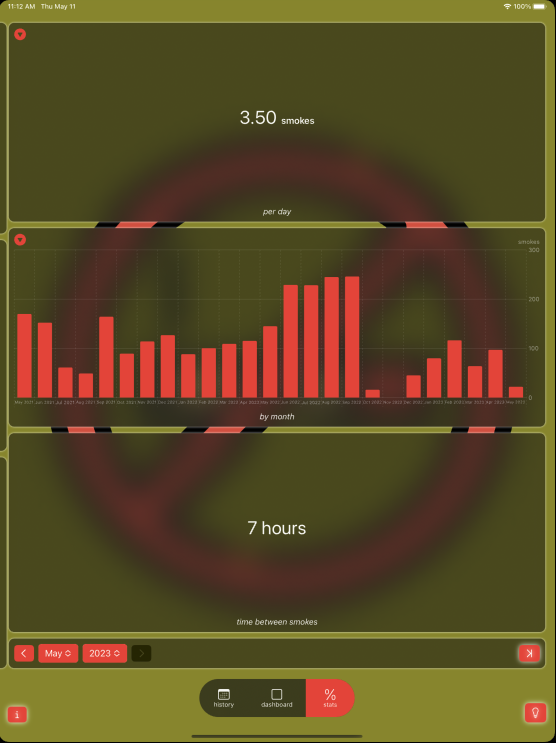 11:12 AM Thu May 11
100%
3.50 smokes
per day
smokes
300
200
100
0
May 2021 Jun 2021 Jul 2021 Aug 2021 Sep 2021 Oct 2021 Nov 2021 Dec 2021 Jan 2022 Feb 2022 Mar 2022 Apr 2022 May 2022 Jun 2022 Jul 2022 Aug 2022 Sep 2022 Oct 2022 Nov 2022 Dec 2022 Jan 2023 Feb 2023 Mar 2023 Apr 2023 May 2023
by month
7 hours
time between smokes
May 2023
history dashboard % stats
i